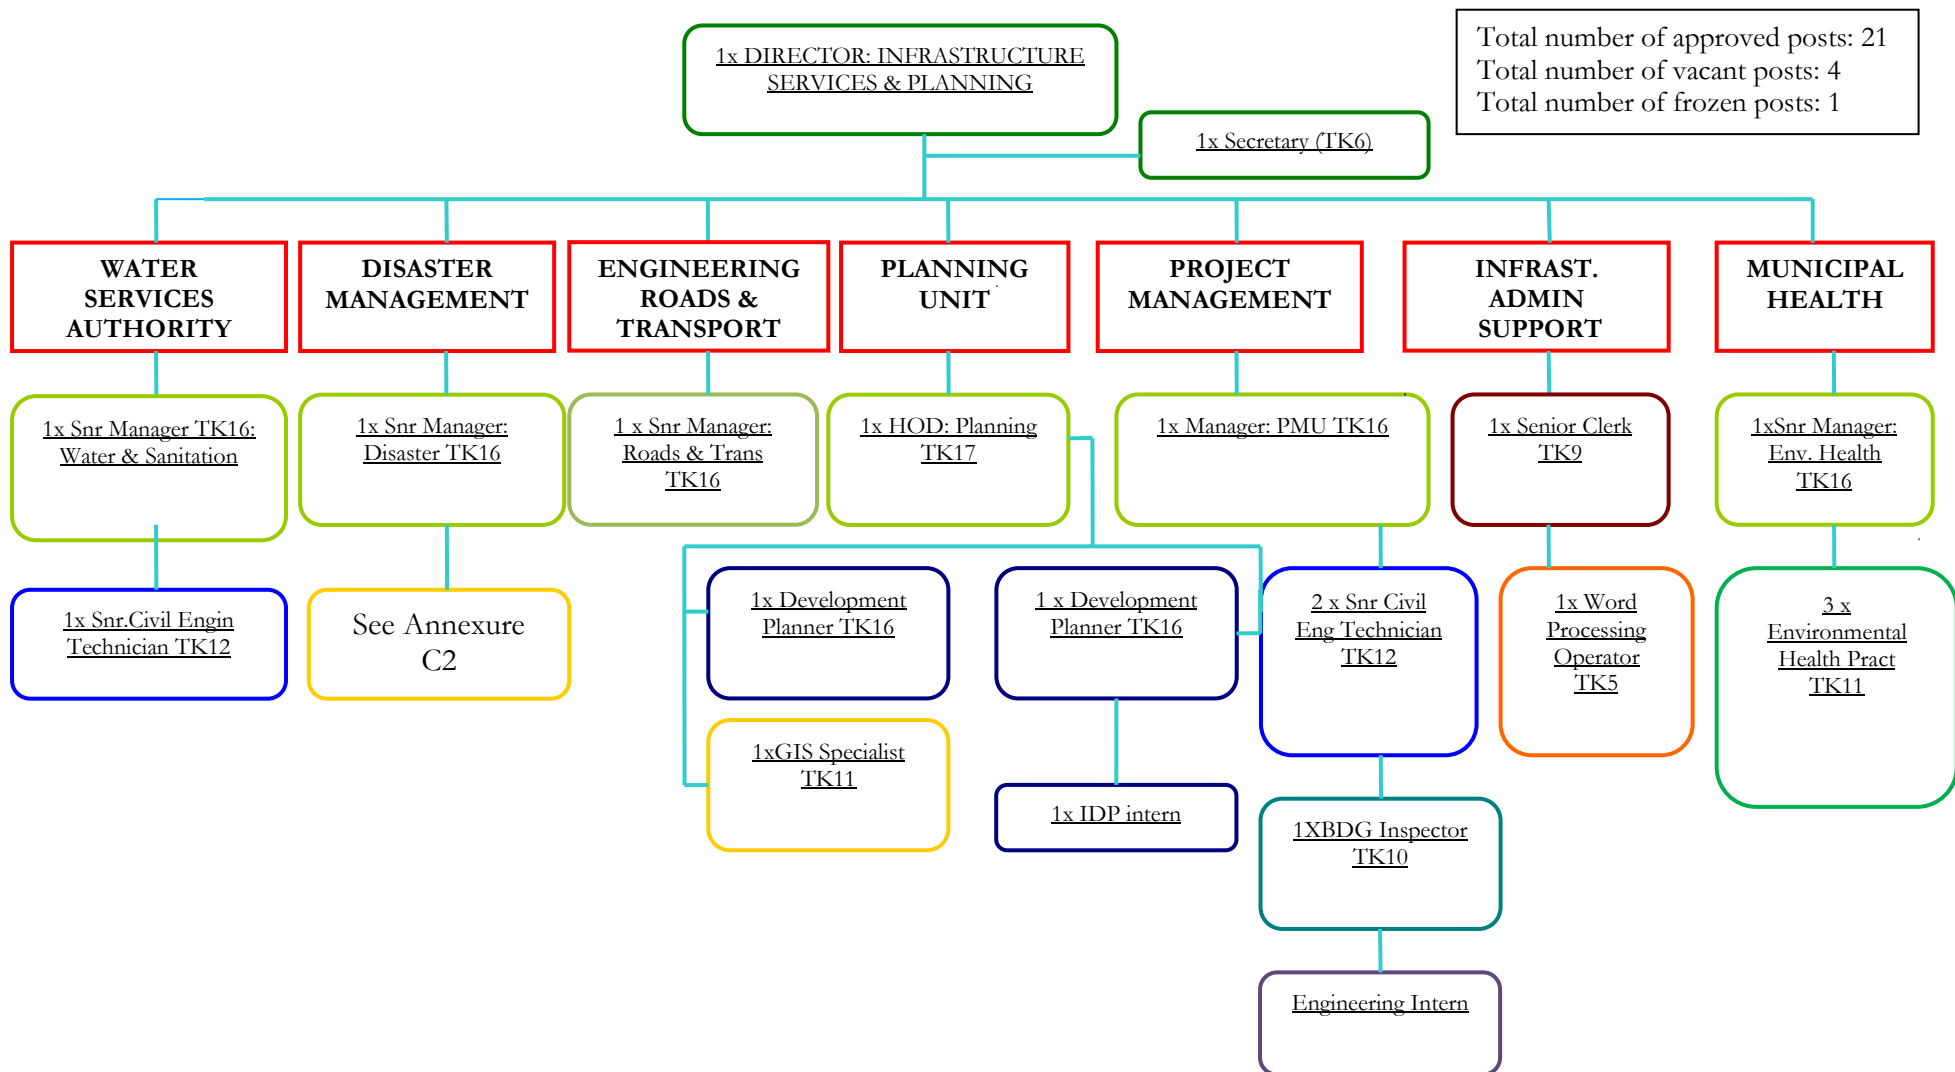 1x DIRECTOR: INFRASTRUCTURE
SERVICES & PLANNING
Total number of approved posts: 21
Total number of vacant posts: 4
Total number of frozen posts: 1
1x Secretary (TK6)
WATER
SERVICES
AUTHORITY
DISASTER
MANAGEMENT
ENGINEERING
ROADS &
TRANSPORT
PLANNING
UNIT
PROJECT
MANAGEMENT
INFRAST.
ADMIN
SUPPORT
MUNICIPAL
HEALTH
1x Snr Manager TK16:
Water & Sanitation
1x Snr Manager:
Disaster TK16
1 x Snr Manager:
Roads & Trans
TK16
1x HOD: Planning
TK17
1x Manager: PMU TK16
1x Senior Clerk
TK9
1xSnr Manager:
Env. Health
TK16
1x Snr.Civil Engin
Technician TK12
See Annexure
C2
1x Development
Planner TK16
1 x Development
Planner TK16
2 x Snr Civil
Eng Technician
TK12
1x Word
Processing
Operator
TK5
3 x
Environmental
Health Pract
TK11
1xGIS Specialist
TK11
1x IDP intern
1XBDG Inspector
TK10
Engineering Intern